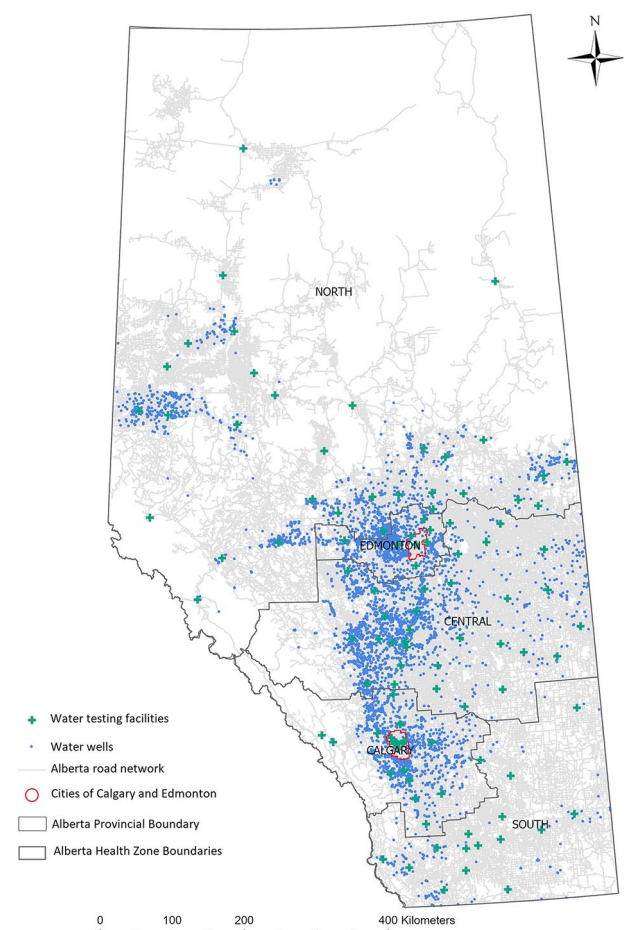 N
NORTH
EDMONTON
CENTRAL
CALGARY
SOUTH
Water testing facilities
Water wells
Alberta road network
Cities of Calgary and Edmonton
Alberta Provincial Boundary
Alberta Health Zone Boundaries
0 100 200 400 Kilometers